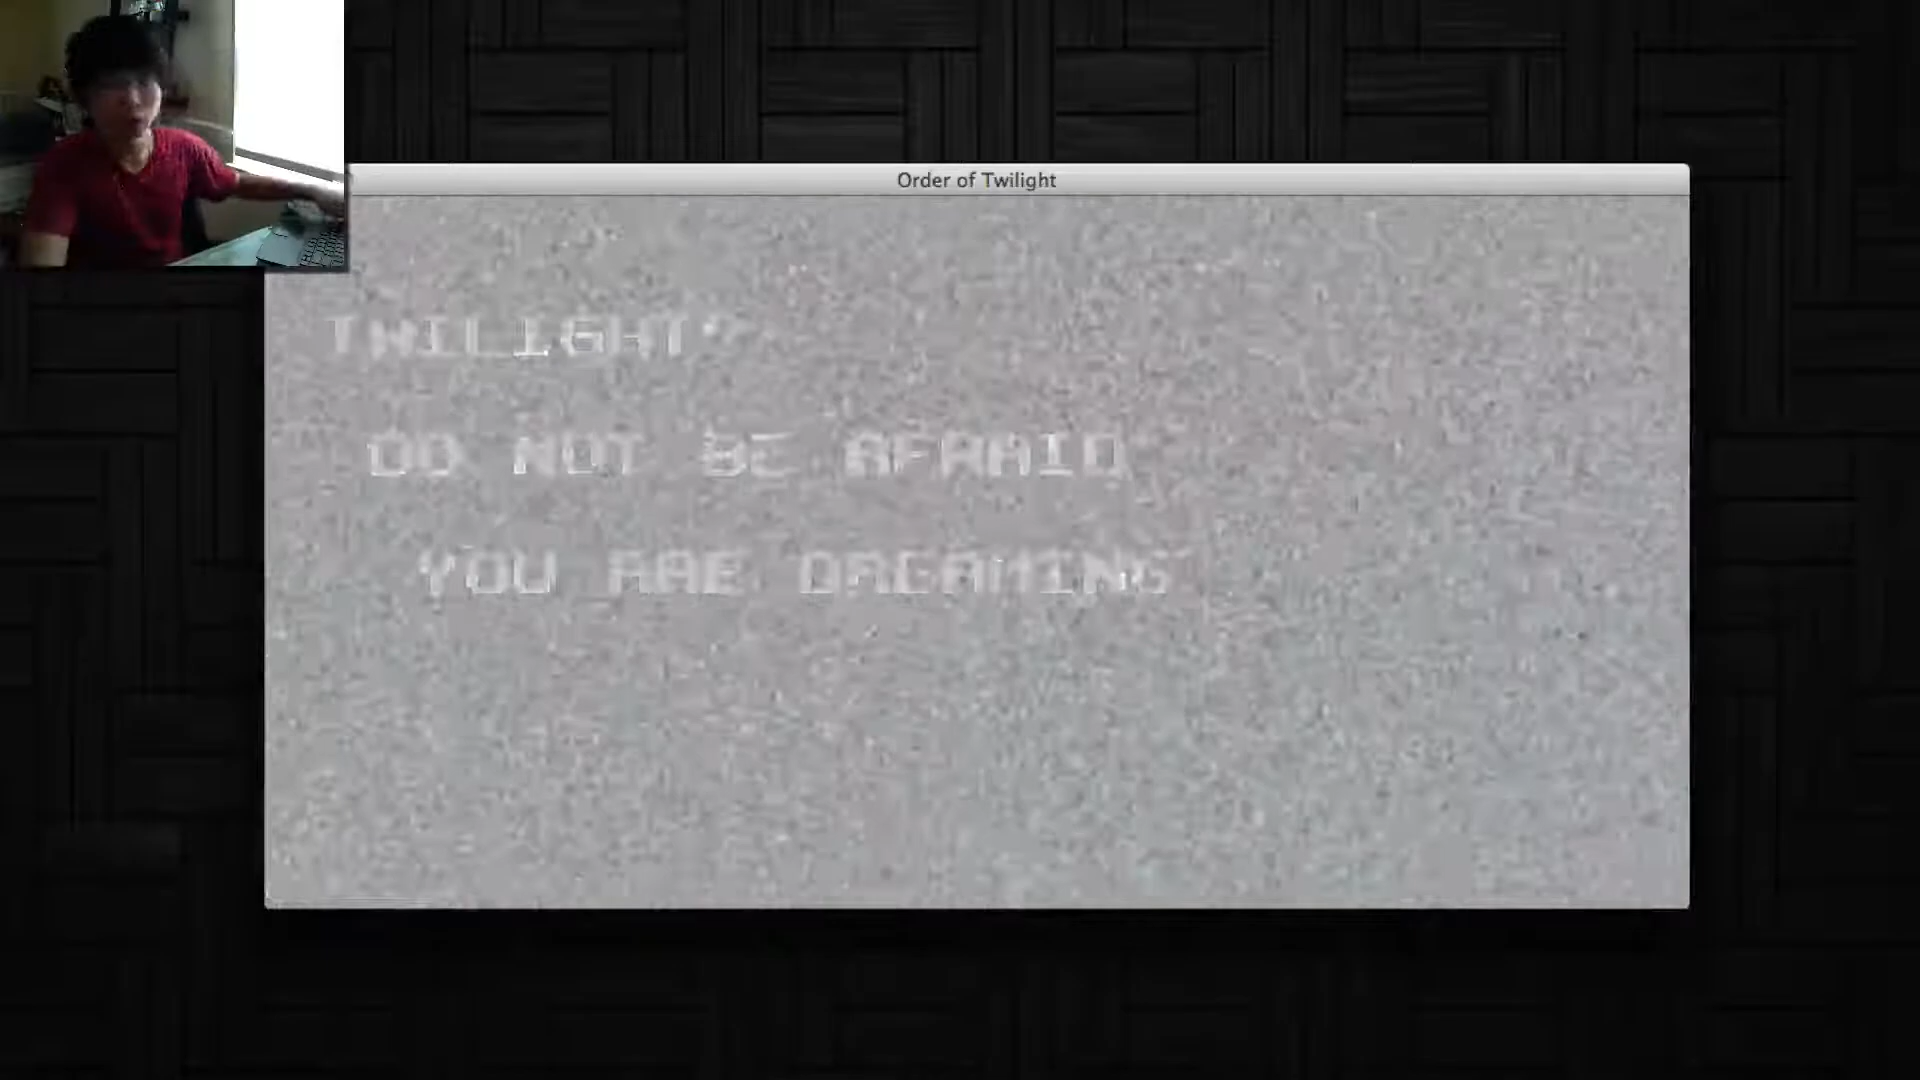 Order of Twilight
TWILIGHT?
DO NOT BE AFRAID
YOU ARE DREAMING